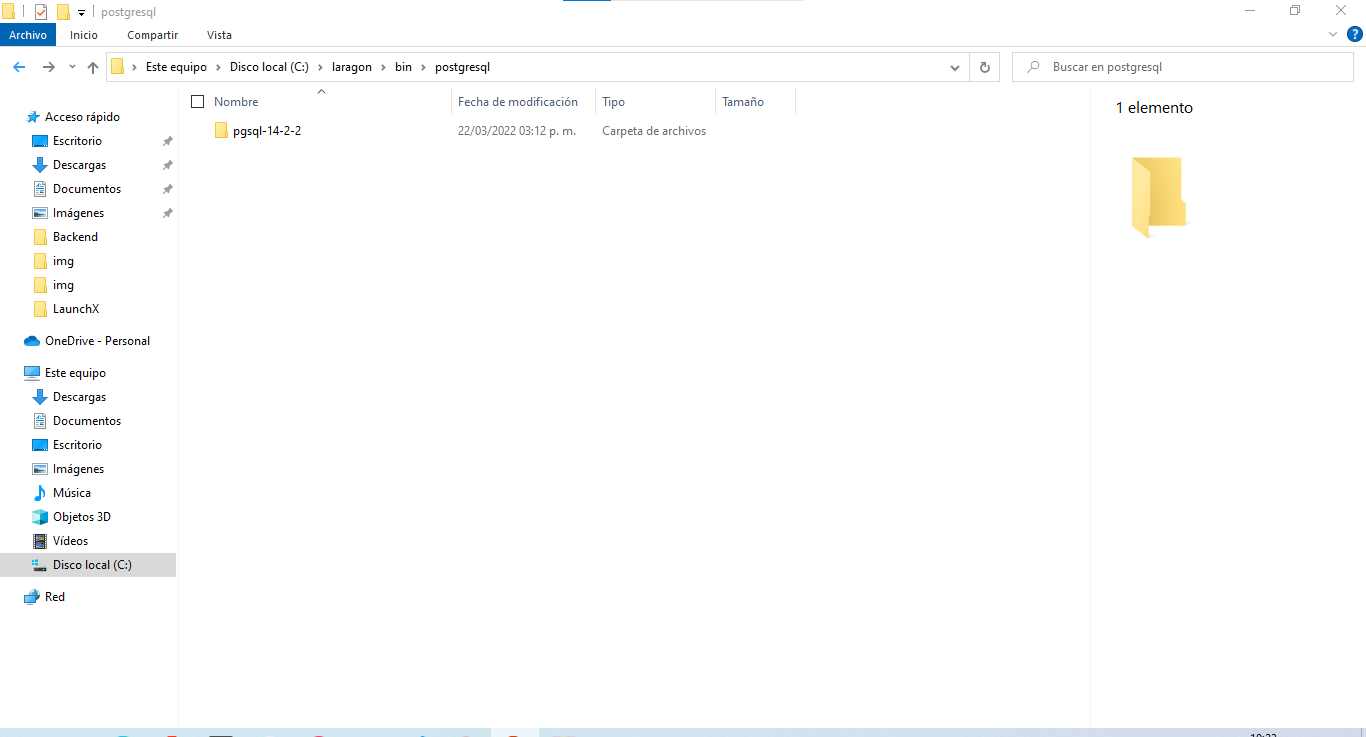 postgresql
Archivo Inicio Compartir Vista
Este equipo Disco local (C:) laragon bin postgresql
Buscar en postgresql
Nombre Fecha de modificación Tipo Tamaño
pgsql-14-2-2 22/03/2022 03:12 p. m. Carpeta de archivos
1 elemento
Acceso rápido
Escritorio
Descargas
Documentos
Imágenes
Backend
img
img
LaunchX
OneDrive - Personal
Este equipo
Descargas
Documentos
Escritorio
Imágenes
Música
Objetos 3D
Vídeos
Disco local (C:)
Red